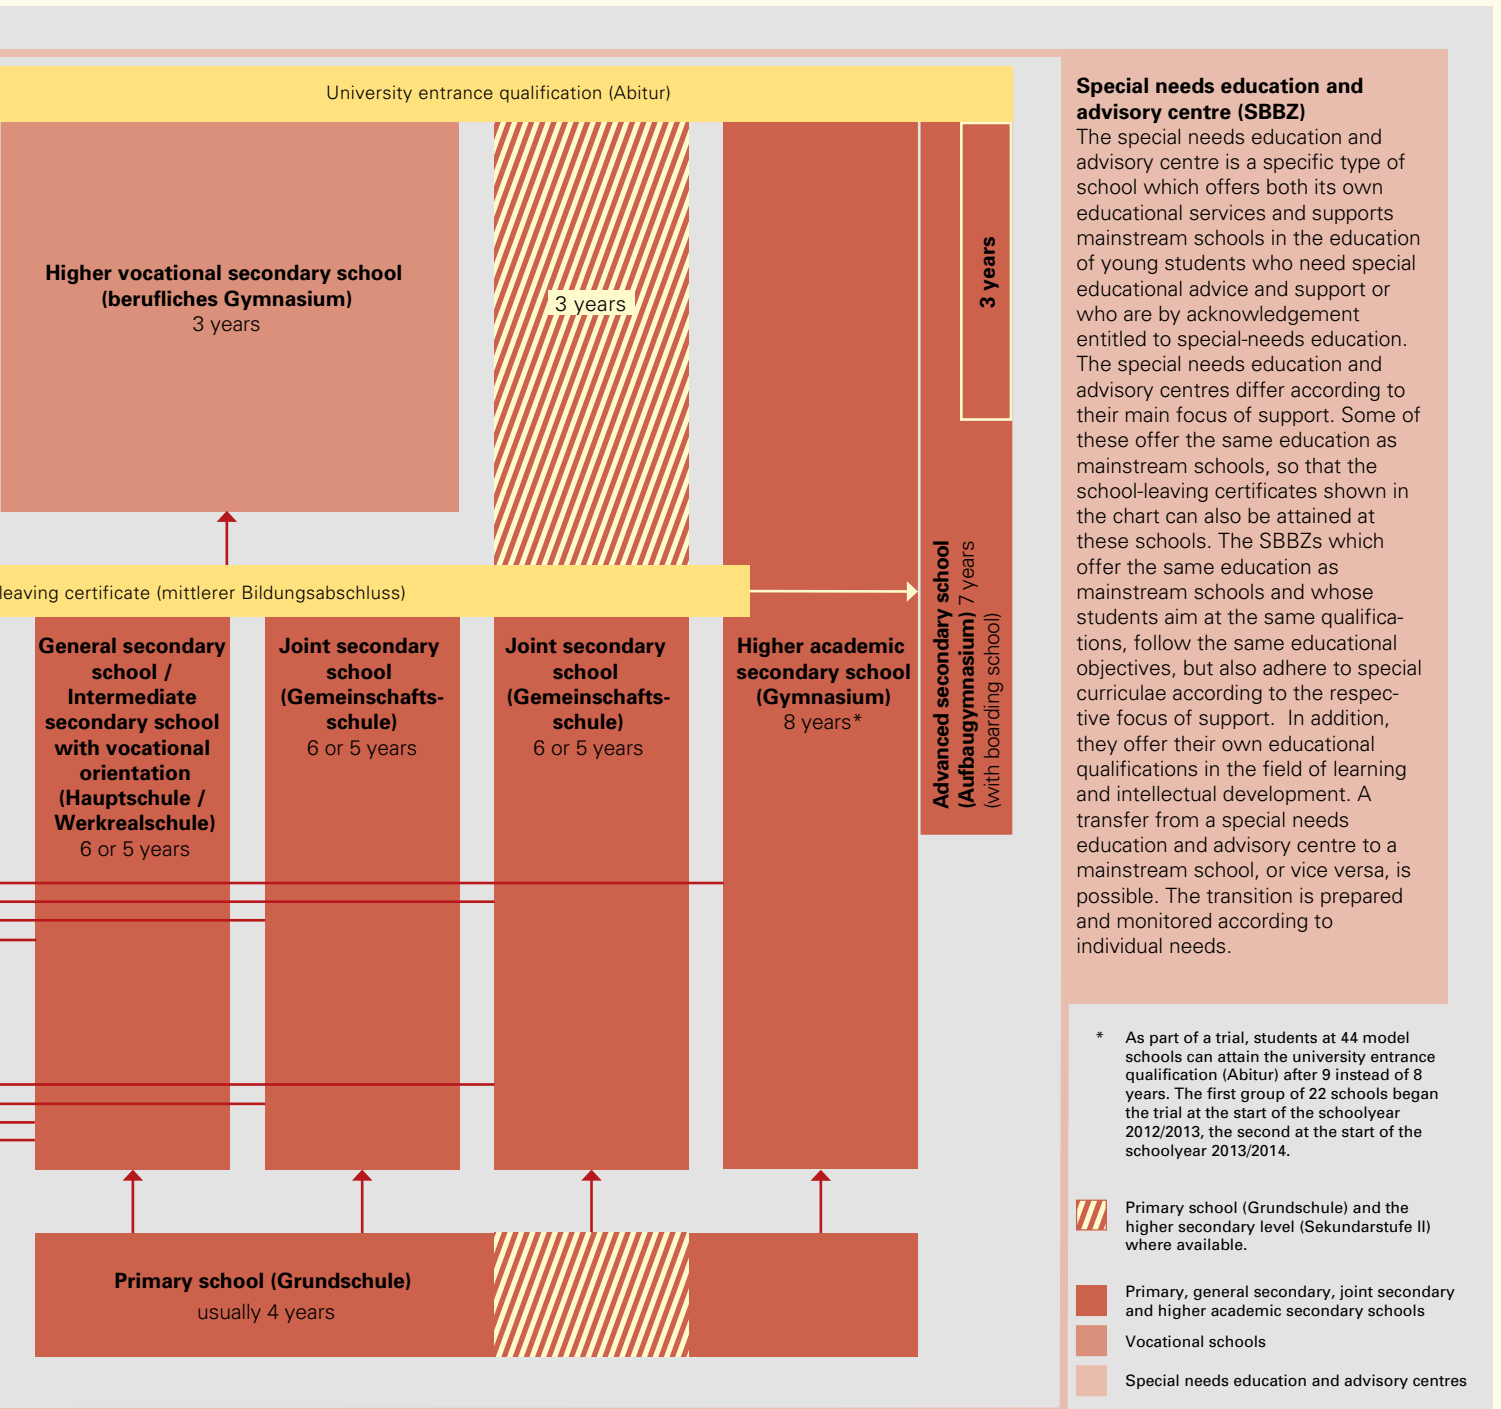 University entrance qualification (Abitur)
Higher vocational secondary school
(berufliches Gymnasium)
3 years
3 years
3 years
leaving certificate (mittlerer Bildungsabschluss)
General secondary
school /
Intermediate
secondary school
with vocational
orientation
(Hauptschule /
Werkrealschule)
6 or 5 years
Joint secondary
school
(Gemeinschafts-
schule)
6 or 5 years
Joint secondary
school
(Gemeinschafts-
schule)
6 or 5 years
Higher academic
secondary school
(Gymnasium)
8 years*
Advanced secondary school
(Aufbaugymnasium) 7 years
(with boarding school)
Primary school (Grundschule)
usually 4 years
Special needs education and
advisory centre (SBBZ)
The special needs education and
advisory centre is a specific type of
school which offers both its own
educational services and supports
mainstream schools in the education
of young students who need special
educational advice and support or
who are by acknowledgement
entitled to special-needs education.
The special needs education and
advisory centres differ according to
their main focus of support. Some of
these offer the same education as
mainstream schools, so that the
school-leaving certificates shown in
the chart can also be attained at
these schools. The SBBZs which
offer the same education as
mainstream schools and whose
students aim at the same qualifica-
tions, follow the same educational
objectives, but also adhere to special
curriculae according to the respec-
tive focus of support.  In addition,
they offer their own educational
qualifications in the field of learning
and intellectual development. A
transfer from a special needs
education and advisory centre to a
mainstream school, or vice versa, is
possible. The transition is prepared
and monitored according to
individual needs.
* As part of a trial, students at 44 model
schools can attain the university entrance
qualification (Abitur) after 9 instead of 8
years. The first group of 22 schools began
the trial at the start of the schoolyear
2012/2013, the second at the start of the
schoolyear 2013/2014.
Primary school (Grundschule) and the
higher secondary level (Sekundarstufe II)
where available.
Primary, general secondary, joint secondary
and higher academic secondary schools
Vocational schools
Special needs education and advisory centres